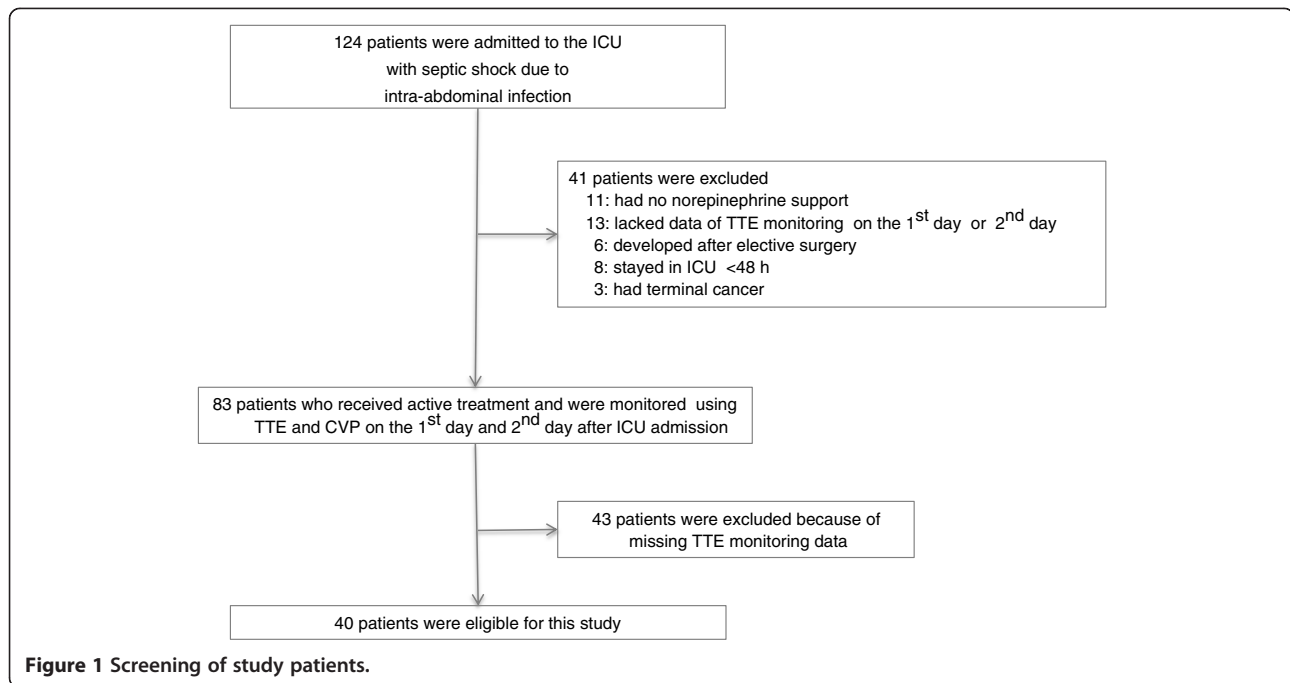 124 patients were admitted to the ICU
with septic shock due to
intra-abdominal infection
41 patients were excluded
11: had no norepinephrine support
13: lacked data of TTE monitoring on the 1st day or 2nd day
6: developed after elective surgery
8: stayed in ICU <48 h
3: had terminal cancer
83 patients who received active treatment and were monitored using
TTE and CVP on the 1st day and 2nd day after ICU admission
43 patients were excluded because of
missing TTE monitoring data
40 patients were eligible for this study
Figure 1 Screening of study patients.